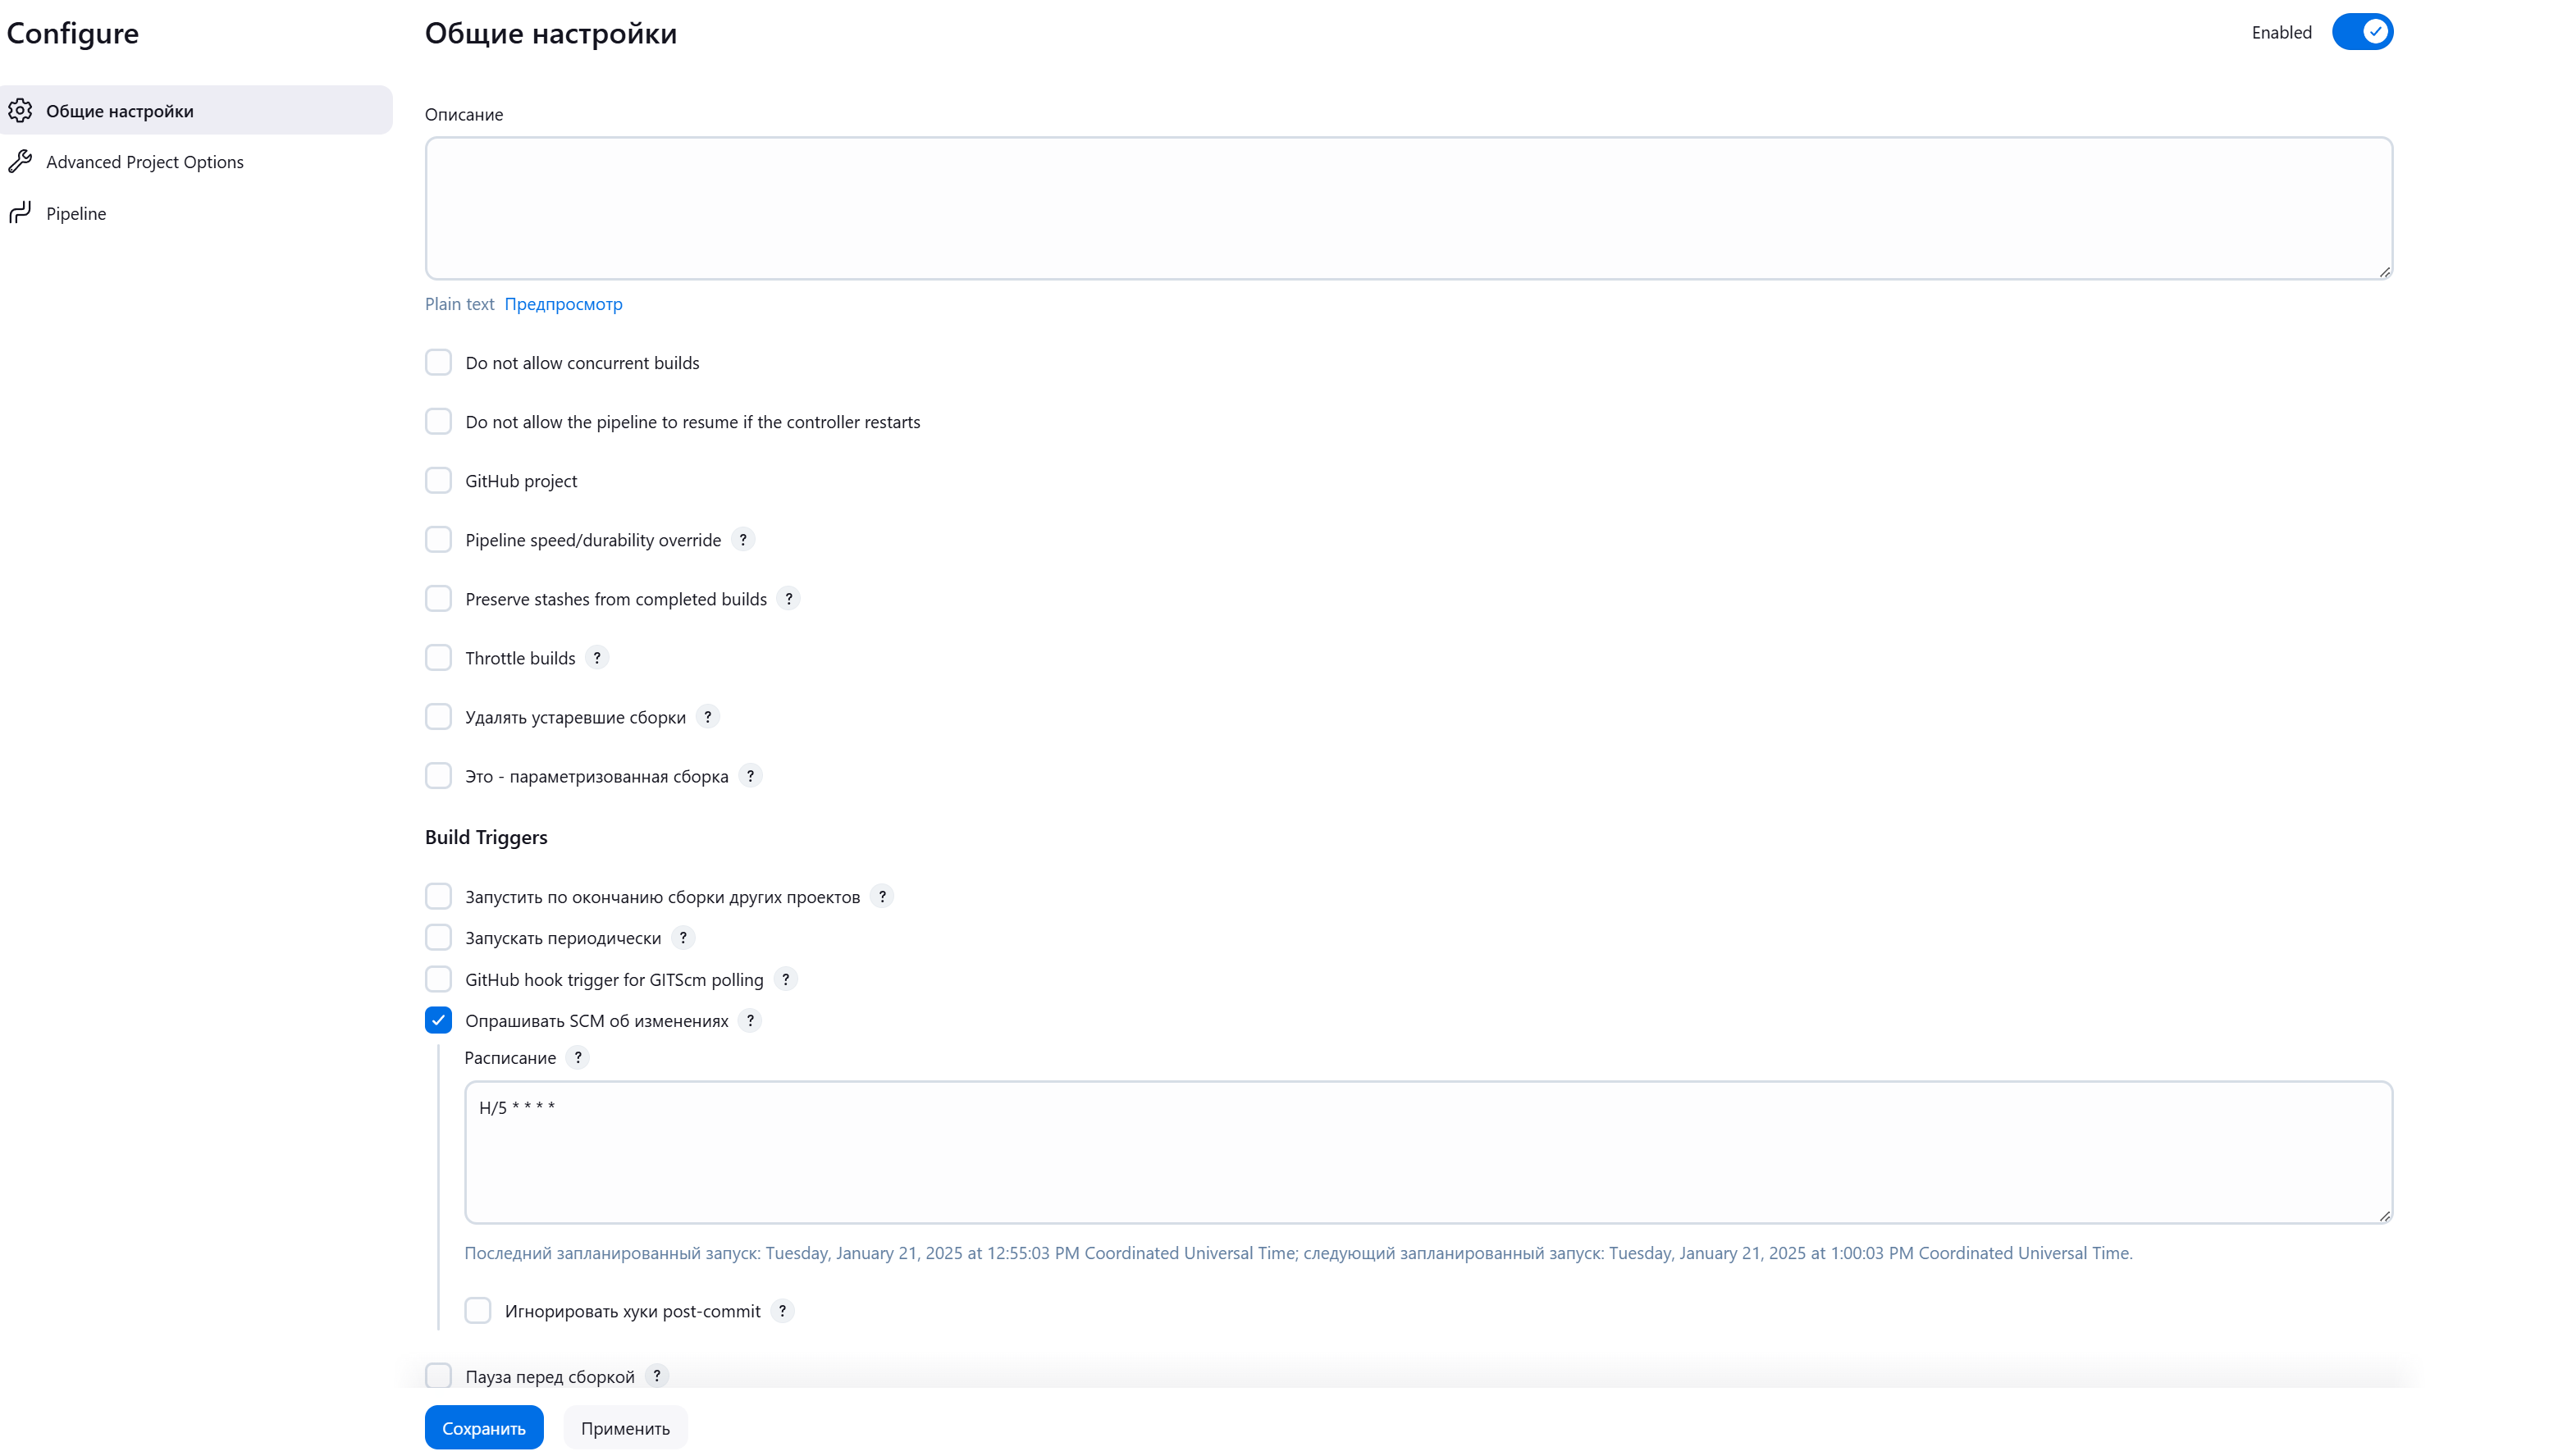 Configure
Общие настройки
Advanced Project Options
Pipeline
Общие настройки
Enabled
Описание
Plain text Предпросмотр
Do not allow concurrent builds
Do not allow the pipeline to resume if the controller restarts
GitHub project
Pipeline speed/durability override ?
Preserve stashes from completed builds ?
Throttle builds ?
Удалять устаревшие сборки ?
Это - параметризованная сборка ?
Build Triggers
Запустить по окончанию сборки других проектов ?
Запускать периодически ?
GitHub hook trigger for GITScm polling ?
Опрашивать SCM об изменениях ?
Расписание ?
H/5 * * * *
Последний запланированный запуск: Tuesday, January 21, 2025 at 12:55:03 PM Coordinated Universal Time; следующий запланированный запуск: Tuesday, January 21, 2025 at 1:00:03 PM Coordinated Universal Time.
Игнорировать хуки post-commit ?
Пауза перед сборкой ?
Сохранить Применить